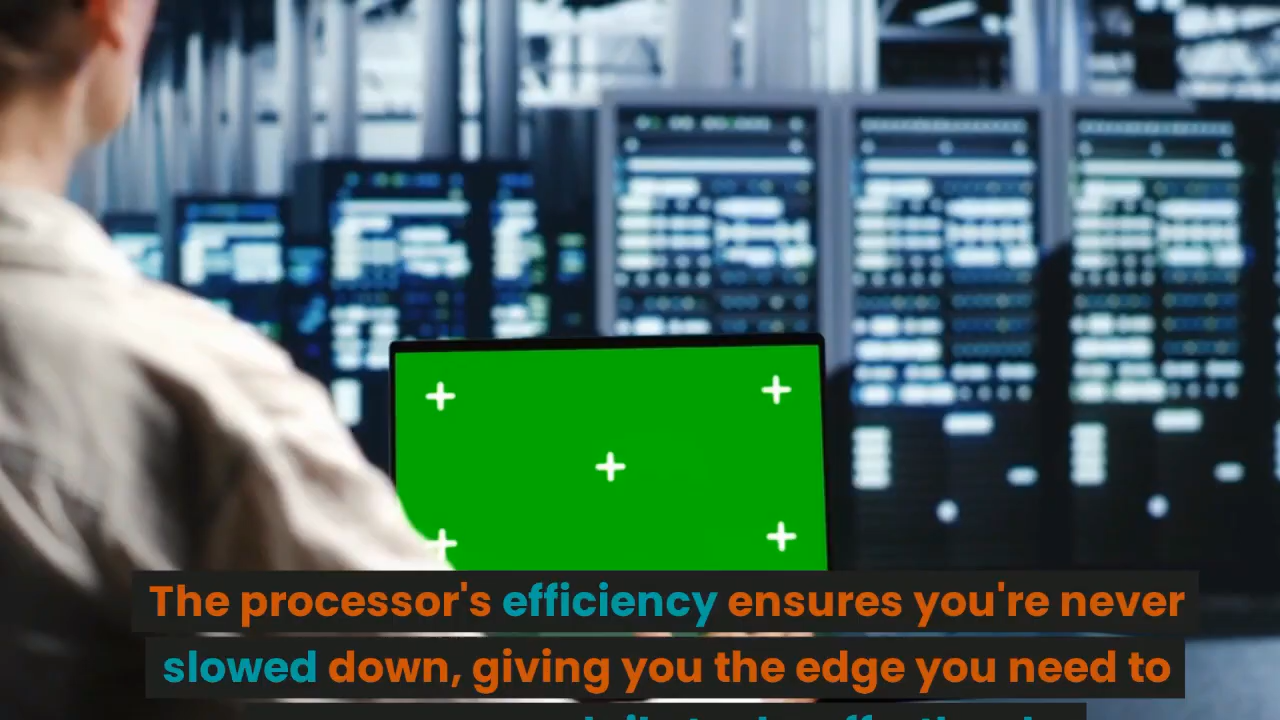 The processor's efficiency ensures you're never
slowed down, giving you the edge you need to